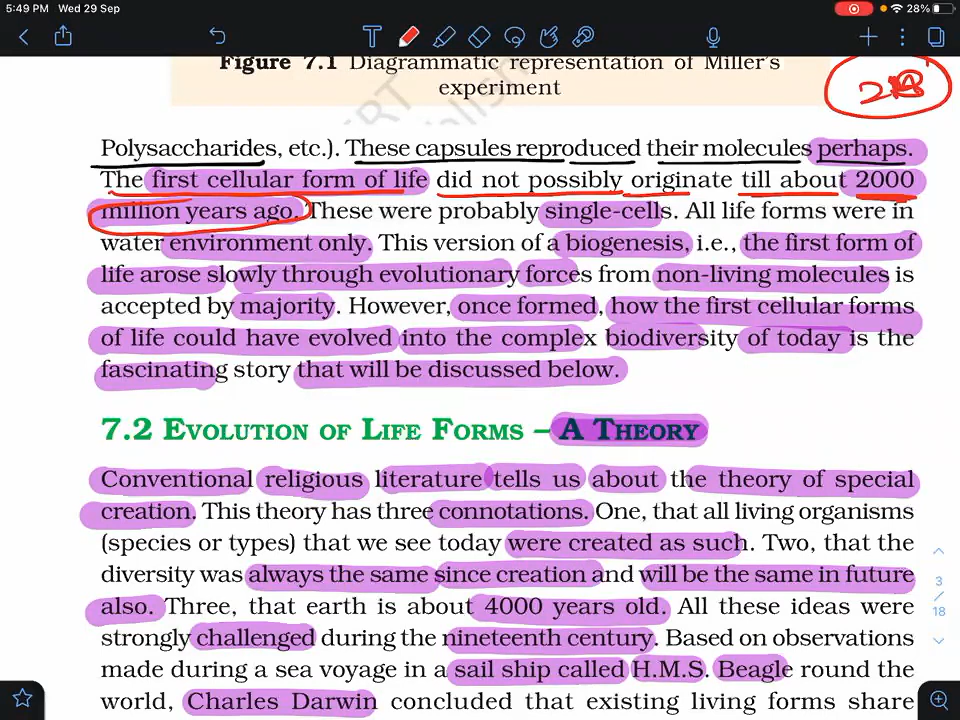 5:49 PM Wed 29 Sep 28%
Figure 7.1 Diagrammatic representation of Miller's
experiment
Polysaccharides, etc.). These capsules reproduced their molecules perhaps.
The first cellular form of life did not possibly originate till about 2000
million years ago. These were probably single-cells. All life forms were in
water environment only. This version of a biogenesis, i.e., the first form of
life arose slowly through evolutionary forces from non-living molecules is
accepted by majority. However, once formed, how the first cellular forms
of life could have evolved into the complex biodiversity of today is the
fascinating story that will be discussed below.
7.2 EVOLUTION OF LIFE FORMS – A THEORY
Conventional religious literature tells us about the theory of special
creation. This theory has three connotations. One, that all living organisms
(species or types) that we see today were created as such. Two, that the
diversity was always the same since creation and will be the same in future
also. Three, that earth is about 4000 years old. All these ideas were
strongly challenged during the nineteenth century. Based on observations
made during a sea voyage in a sail ship called H.M.S. Beagle round the
world, Charles Darwin concluded that existing living forms share
3
/
18